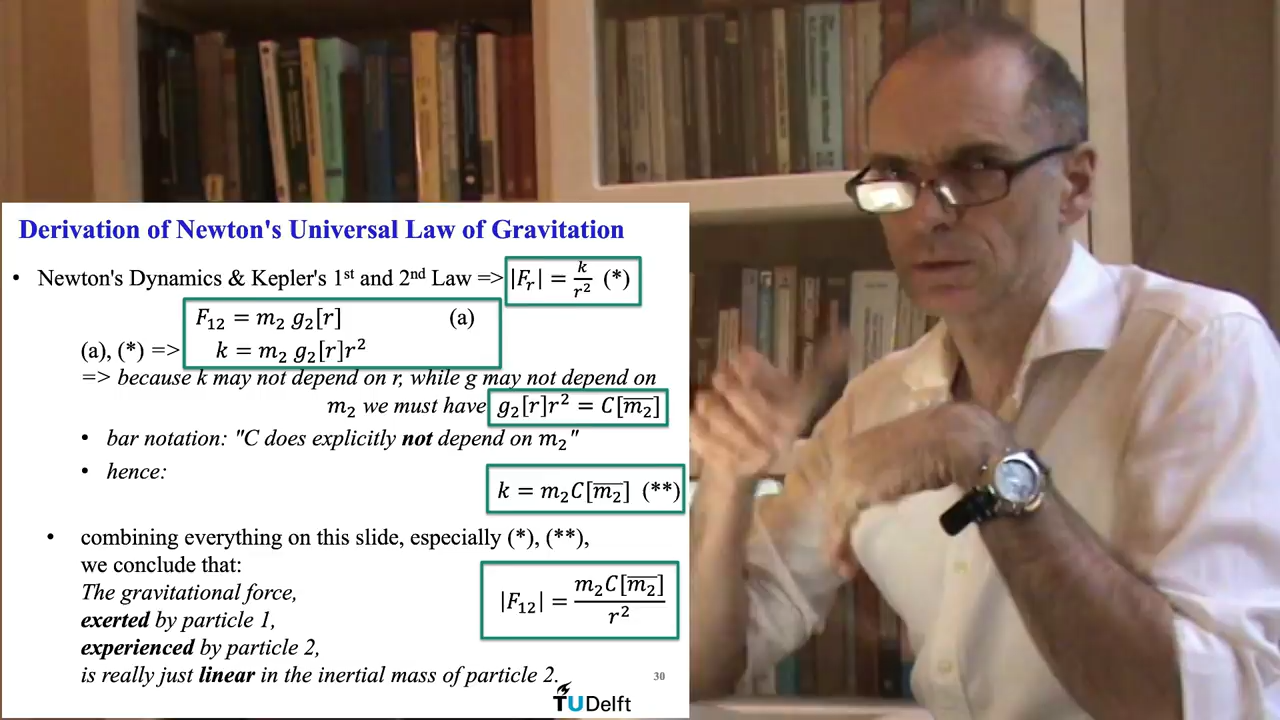 Derivation of Newton's Universal Law of Gravitation
• Newton's Dynamics & Kepler's 1st and 2nd Law => |Fr| = k/r² (*)
F₁₂ = m₂ g₂[r] (a)
(a), (*) => k = m₂ g₂[r]r²
=> because k may not depend on r, while g may not depend on
m₂ we must have g₂[r]r² = C[m̅₂]
• bar notation: "C does explicitly not depend on m₂"
• hence:
k = m₂C[m̅₂] (**)
• combining everything on this slide, especially (*), (**),
we conclude that:
The gravitational force,
exerted by particle 1,
|F₁₂| = m₂C[m̅₂]/r²
experienced by particle 2,
is really just linear in the inertial mass of particle 2.
30
TUDelft